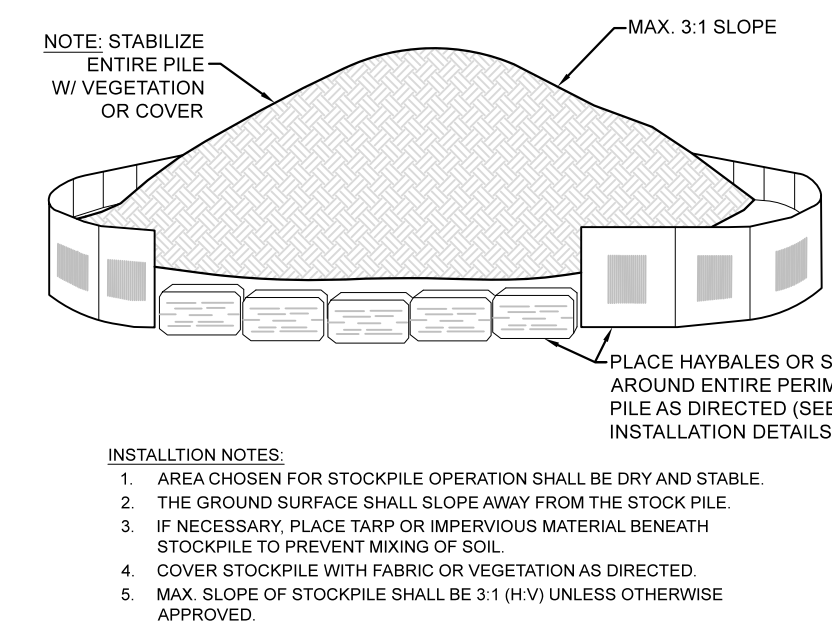 NOTE: STABILIZE
ENTIRE PILE
W/ VEGETATION
OR COVER
MAX. 3:1 SLOPE
PLACE HAYBALES OR S
AROUND ENTIRE PERIM
PILE AS DIRECTED (SEE
INSTALLATION DETAILS
INSTALLTION NOTES:
1. AREA CHOSEN FOR STOCKPILE OPERATION SHALL BE DRY AND STABLE.
2. THE GROUND SURFACE SHALL SLOPE AWAY FROM THE STOCK PILE.
3. IF NECESSARY, PLACE TARP OR IMPERVIOUS MATERIAL BENEATH
STOCKPILE TO PREVENT MIXING OF SOIL.
4. COVER STOCKPILE WITH FABRIC OR VEGETATION AS DIRECTED.
5. MAX. SLOPE OF STOCKPILE SHALL BE 3:1 (H:V) UNLESS OTHERWISE
APPROVED.